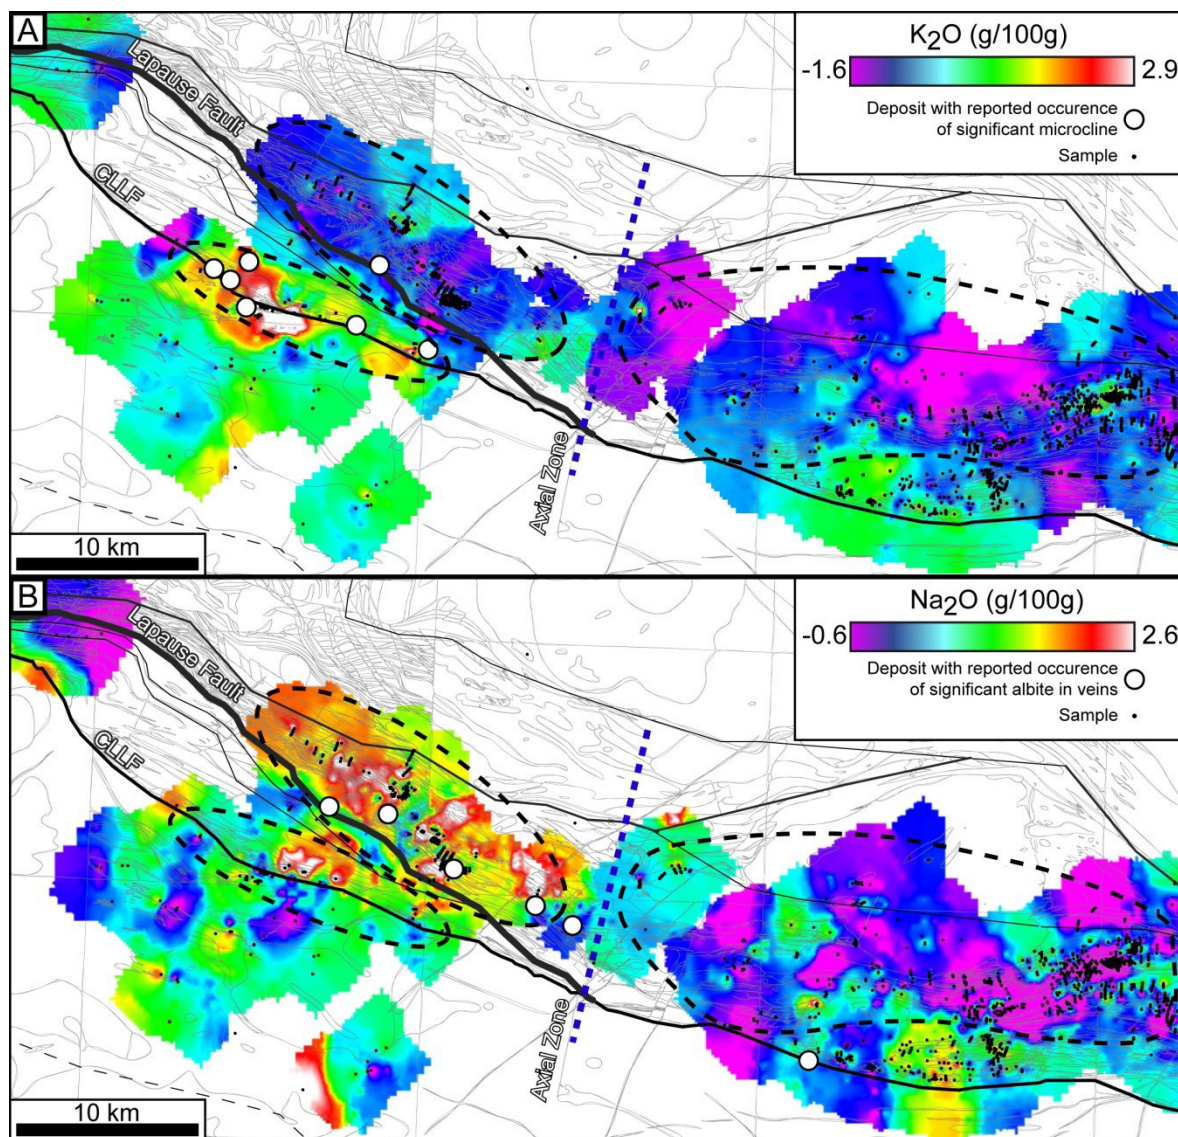 A
K2O (g/100g)
-1.6 2.9
Deposit with reported occurence
of significant microcline
Sample
Lapause Fault
CLLF
Axial Zone
10 km
B
Na2O (g/100g)
-0.6 2.6
Deposit with reported occurence
of significant albite in veins
Sample
Lapause Fault
CLLF
Axial Zone
10 km